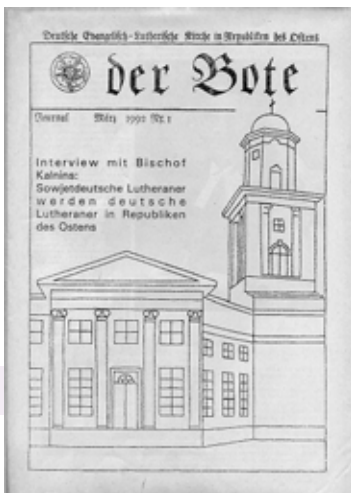 Deutsche Evangelisch-Lutherische Kirche in Republiken des Ostens
der Bote
Journal März 1992 Nr. 1
Interview mit Bischof
Kalnins:
Sowjetdeutsche Lutheraner
werden deutsche
Lutheraner in Republiken
des Ostens